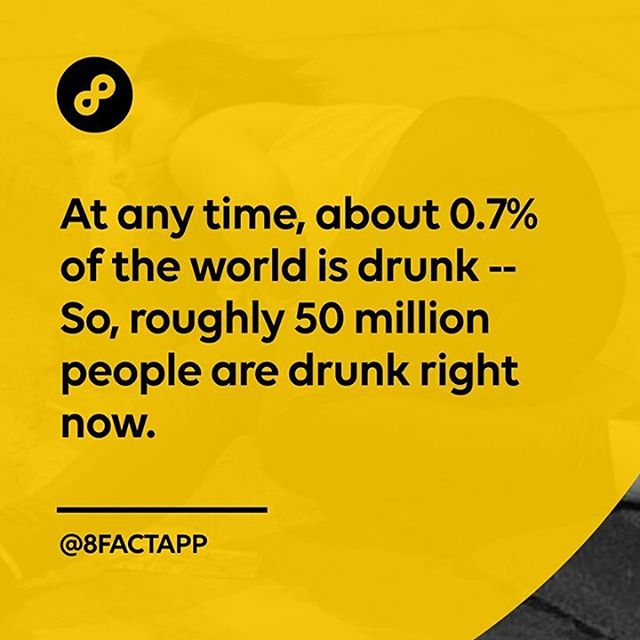 At any time, about 0.7%
of the world is drunk --
So, roughly 50 million
people are drunk right
now.
@8FACTAPP